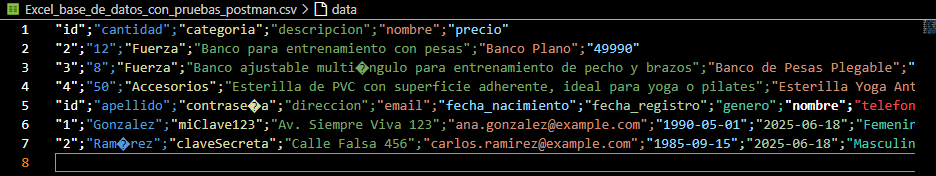 Excel_base_de_datos_con_pruebas_postman.csv > data
1 "id";"cantidad";"categoria";"descripcion";"nombre";"precio"
2 "2";"12";"Fuerza";"Banco para entrenamiento con pesas";"Banco Plano";"49990"
3 "3";"8";"Fuerza";"Banco ajustable multi�ngulo para entrenamiento de pecho y brazos";"Banco de Pesas Plegable";"
4 "4";"50";"Accesorios";"Esterilla de PVC con superficie adherente, ideal para yoga o pilates";"Esterilla Yoga Ant
5 "id";"apellido";"contrase�a";"direccion";"email";"fecha_nacimiento";"fecha_registro";"genero";"nombre";"telefon
6 "1";"Gonzalez";"miClave123";"Av. Siempre Viva 123";"ana.gonzalez@example.com";"1990-05-01";"2025-06-18";"Femenin
7 "2";"Ram�rez";"claveSecreta";"Calle Falsa 456";"carlos.ramirez@example.com";"1985-09-15";"2025-06-18";"Masculin
8